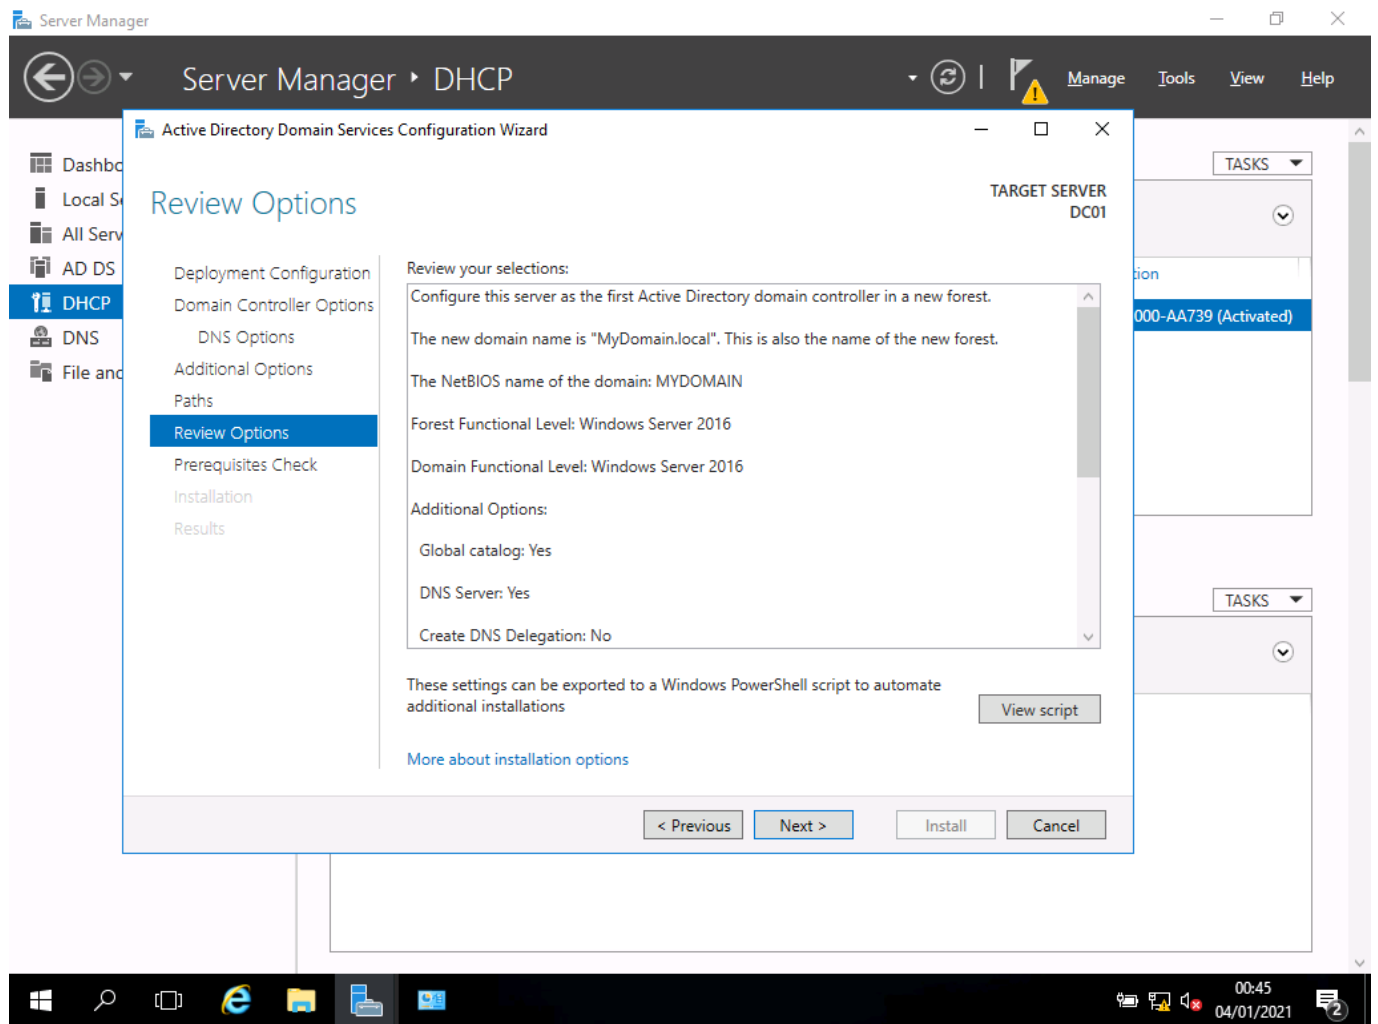 Server Manager
Server Manager ‣ DHCP
Manage
Tools
View
Help
Active Directory Domain Services Configuration Wizard
Dashbo
Local Se
All Serv
AD DS
DHCP
DNS
File and
TASKS
tion
000-AA739 (Activated)
TASKS
Review Options
TARGET SERVER
DC01
Deployment Configuration
Domain Controller Options
DNS Options
Additional Options
Paths
Review Options
Prerequisites Check
Installation
Results
Review your selections:
Configure this server as the first Active Directory domain controller in a new forest.
The new domain name is "MyDomain.local". This is also the name of the new forest.
The NetBIOS name of the domain: MYDOMAIN
Forest Functional Level: Windows Server 2016
Domain Functional Level: Windows Server 2016
Additional Options:
Global catalog: Yes
DNS Server: Yes
Create DNS Delegation: No
These settings can be exported to a Windows PowerShell script to automate
additional installations
View script
More about installation options
< Previous
Next >
Install
Cancel
00:45
04/01/2021
2